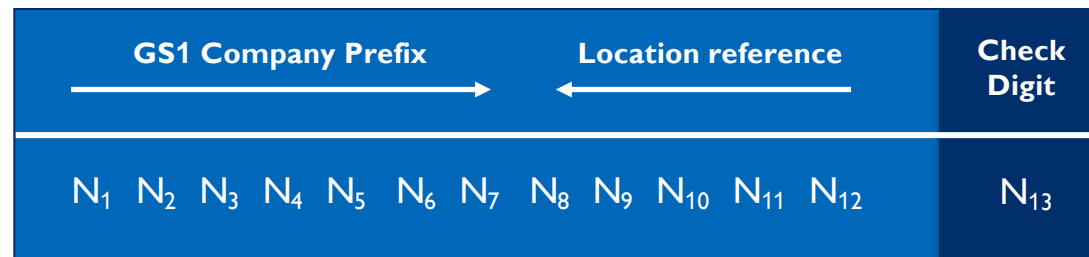 GS1 Company Prefix Location reference Check Digit
N₁ N₂ N₃ N₄ N₅ N₆ N₇ N₈ N₉ N₁₀ N₁₁ N₁₂ N₁₃